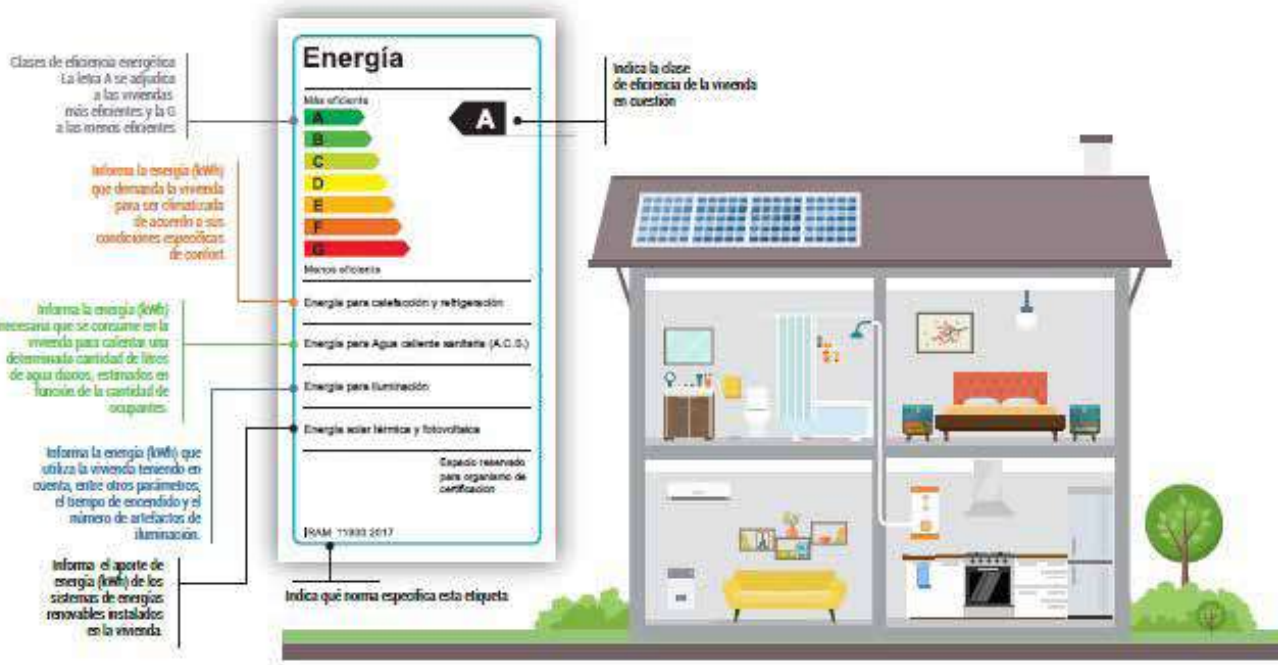 Clases de eficiencia energética
La letra A se adjudica
a las viviendas
más eficientes y la G
a las menos eficientes
Informa la energía (kWh)
que demanda la vivienda
para ser climatizada
de acuerdo a sus
condiciones específicas
de confort
Informa la energía (kWh)
necesaria que se consume en la
vivienda para calentar una
determinada cantidad de litros
de agua diarios, estimados en
función de la cantidad de
ocupantes.
Informa la energía (kWh) que
utiliza la vivienda teniendo en
cuenta, entre otros parámetros,
el tiempo de encendido y el
número de artefactos de
iluminación.
Informa el aporte de
energía (kWh) de los
sistemas de energías
renovables instalados
en la vivienda.
Energía
Más eficiente
A
B
C
D
E
F
G
Menos eficiente
A
Energía para calefacción y refrigeración
Energía para Agua caliente sanitaria (A.C.S.)
Energía para iluminación
Energía solar térmica y fotovoltaica
Espacio reservado
para organismo de
certificación
IRAM 11900:2017
Indica qué norma especifica esta etiqueta
Indica la clase
de eficiencia de la vivienda
en cuestión